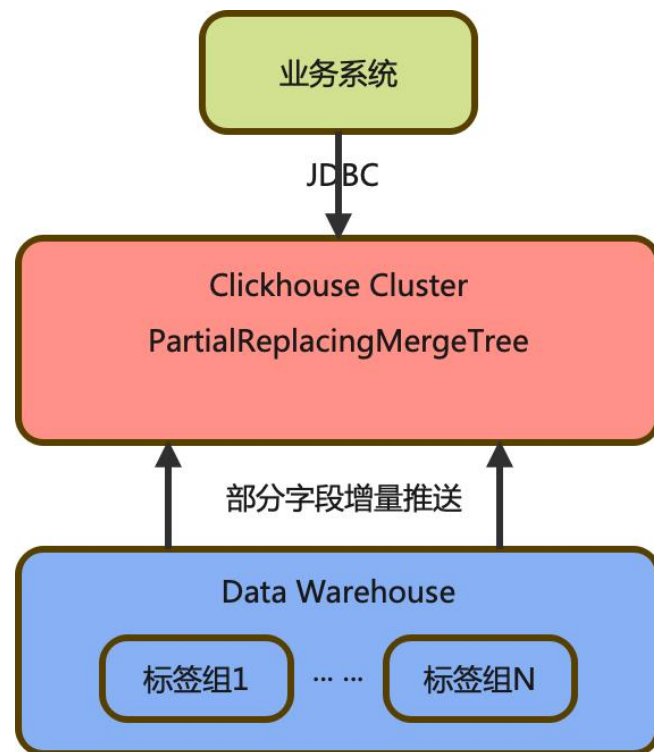 业务系统
JDBC
Clickhouse Cluster
PartialReplacingMergeTree
部分字段增量推送
Data Warehouse
标签组1 ... ... 标签组N